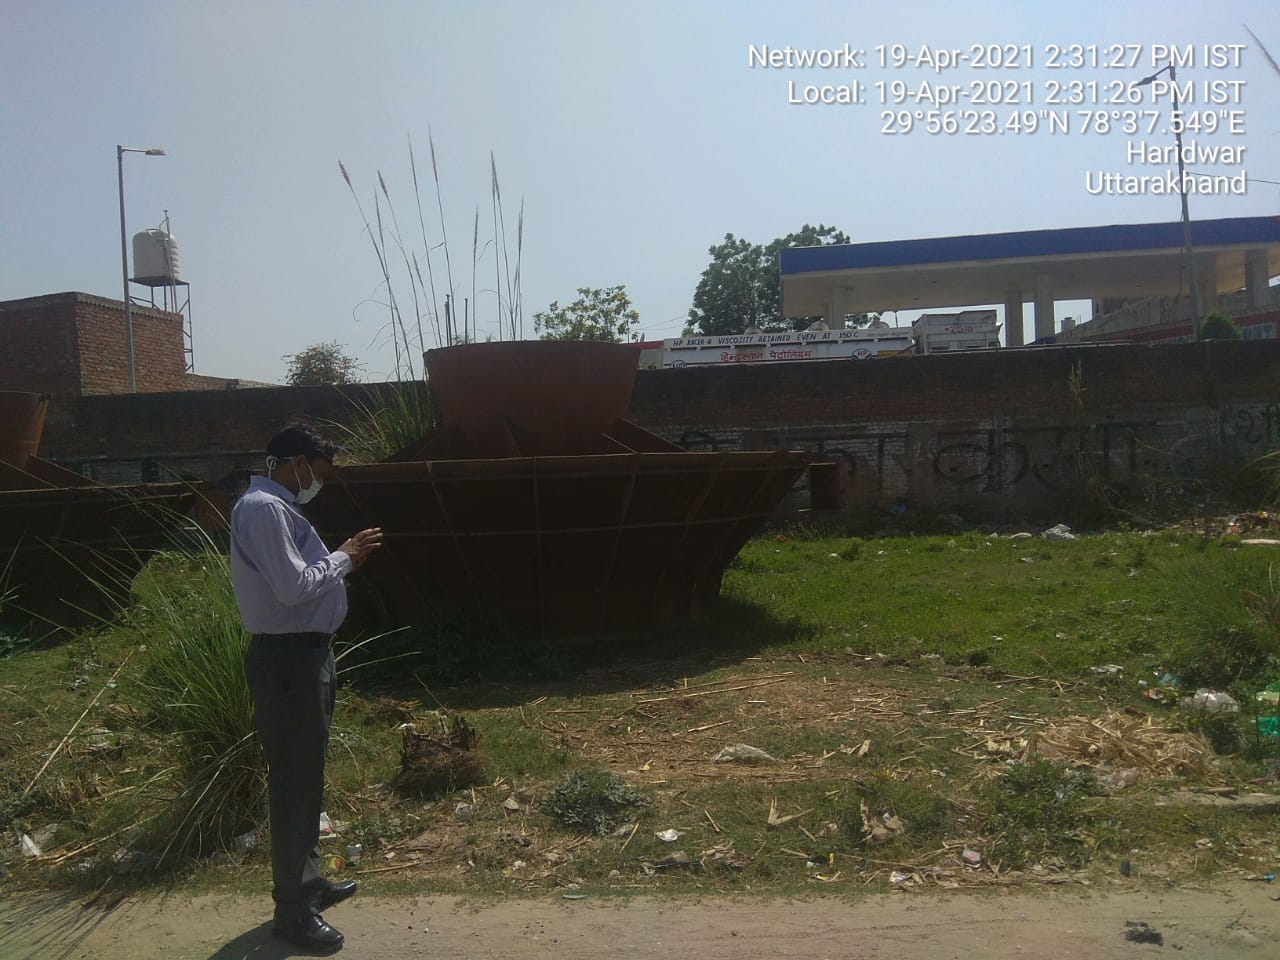 Network: 19-Apr-2021 2:31:27 PM IST
Local: 19-Apr-2021 2:31:26 PM IST
29°56'23.49"N 78°3'7.549"E
Haridwar
Uttarakhand
HP RACER 4 VISCOSITY RETAINED EVEN AT 150°C
हिन्दुस्तान पेट्रोलियम
HP